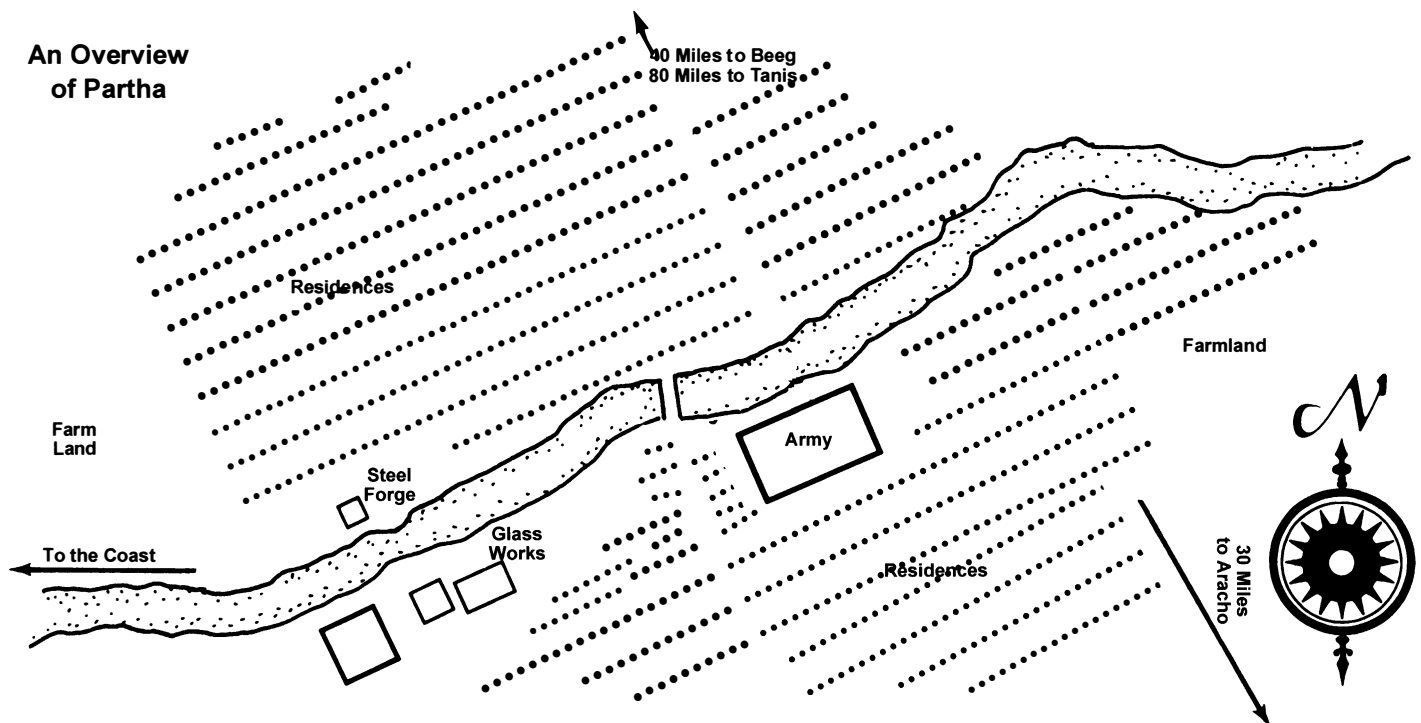 An Overview
of Partha
40 Miles to Beeg
80 Miles to Tanis
Residences
Farmland
Farm
Land
Army
Steel
Forge
Glass
Works
To the Coast
Residences
30 Miles
to Aracho
N